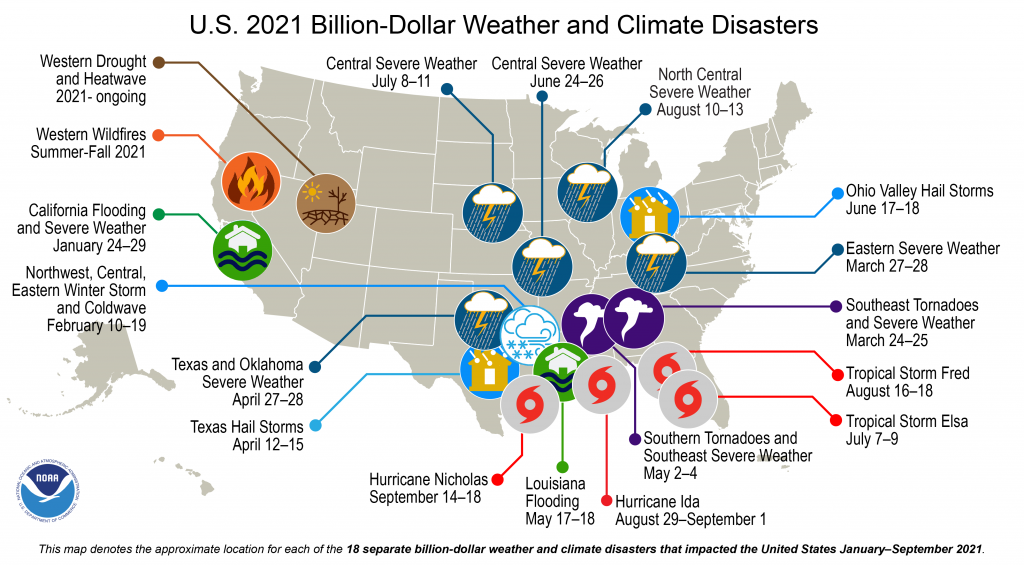 U.S. 2021 Billion-Dollar Weather and Climate Disasters
Western Drought
and Heatwave
2021- ongoing
Western Wildfires
Summer-Fall 2021
California Flooding
and Severe Weather
January 24–29
Northwest, Central,
Eastern Winter Storm
and Coldwave
February 10–19
Central Severe Weather
July 8–11
Central Severe Weather
June 24–26
North Central
Severe Weather
August 10–13
Ohio Valley Hail Storms
June 17–18
Eastern Severe Weather
March 27–28
Southeast Tornadoes
and Severe Weather
March 24–25
Tropical Storm Fred
August 16–18
Tropical Storm Elsa
July 7–9
Texas and Oklahoma
Severe Weather
April 27–28
Texas Hail Storms
April 12–15
Hurricane Nicholas
September 14–18
Louisiana
Flooding
May 17–18
Hurricane Ida
August 29–September 1
Southern Tornadoes and
Southeast Severe Weather
May 2–4
NATIONAL OCEANIC AND ATMOSPHERIC ADMINISTRATION
NOAA
U.S. DEPARTMENT OF COMMERCE
This map denotes the approximate location for each of the 18 separate billion-dollar weather and climate disasters that impacted the United States January–September 2021.